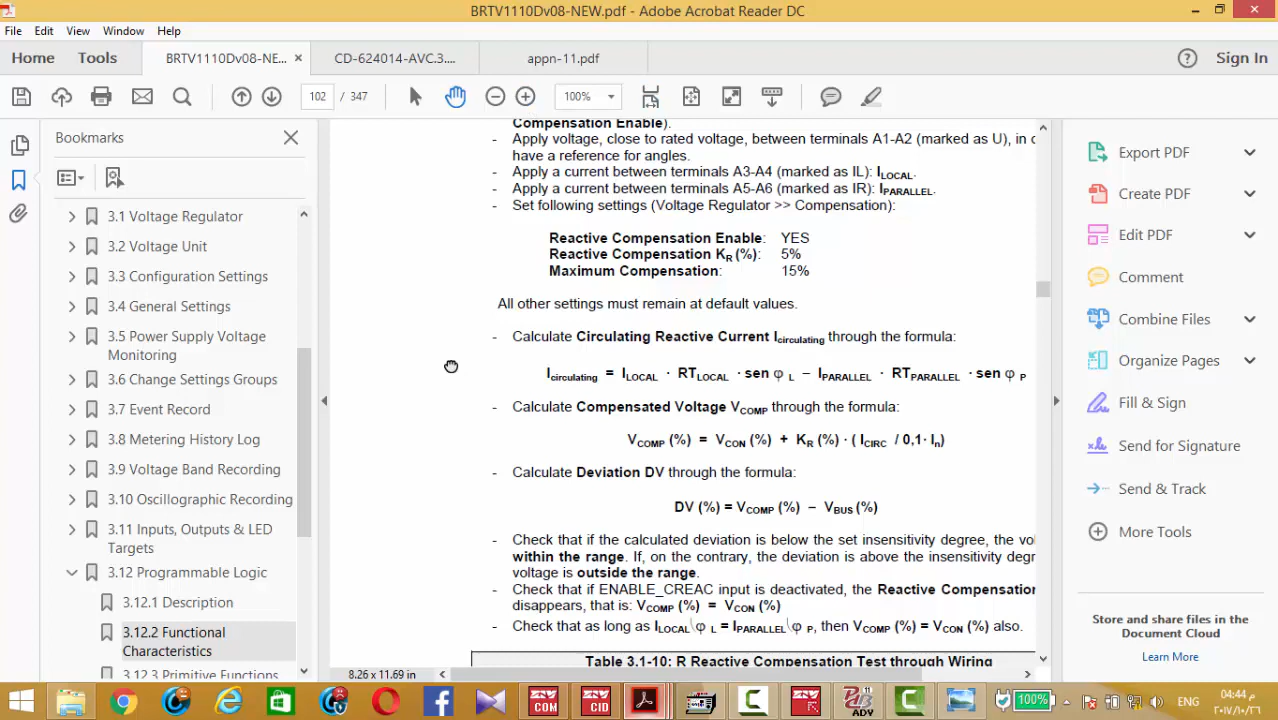 BRTV1110Dv08-NEW.pdf - Adobe Acrobat Reader DC
File Edit View Window Help
Home Tools BRTV1110Dv08-NE... × CD-624014-AVC.3.... appn-11.pdf Sign In
102 / 347 100%
Bookmarks
3.1 Voltage Regulator
3.2 Voltage Unit
3.3 Configuration Settings
3.4 General Settings
3.5 Power Supply Voltage
Monitoring
3.6 Change Settings Groups
3.7 Event Record
3.8 Metering History Log
3.9 Voltage Band Recording
3.10 Oscillographic Recording
3.11 Inputs, Outputs & LED
Targets
3.12 Programmable Logic
3.12.1 Description
3.12.2 Functional
Characteristics
3.12.3 Primitive Functions
Compensation Enable).
- Apply voltage, close to rated voltage, between terminals A1-A2 (marked as U), in
have a reference for angles.
- Apply a current between terminals A3-A4 (marked as IL): ILOCAL.
- Apply a current between terminals A5-A6 (marked as IR): IPARALLEL.
- Set following settings (Voltage Regulator >> Compensation):
Reactive Compensation Enable: YES
Reactive Compensation KR (%): 5%
Maximum Compensation: 15%
All other settings must remain at default values.
- Calculate Circulating Reactive Current Icirculating through the formula:
Icirculating = ILOCAL · RTLOCAL · sen φ L – IPARALLEL · RTPARALLEL · sen φ P
- Calculate Compensated Voltage VCOMP through the formula:
VCOMP (%) = VCON (%) + KR (%) · ( ICIRC / 0,1· In)
- Calculate Deviation DV through the formula:
DV (%) = VCOMP (%) – VBUS (%)
- Check that if the calculated deviation is below the set insensitivity degree, the vo
within the range. If, on the contrary, the deviation is above the insensitivity degr
voltage is outside the range.
- Check that if ENABLE_CREAC input is deactivated, the Reactive Compensation
disappears, that is: VCOMP (%) = VCON (%)
- Check that as long as ILOCAL⎝φ L = IPARALLEL⎝φ P, then VCOMP (%) = VCON (%) also.
Table 3.1-10: R Reactive Compensation Test through Wiring
8.26 x 11.69 in
Export PDF
Create PDF
Edit PDF
Comment
Combine Files
Organize Pages
Fill & Sign
Send for Signature
Send & Track
More Tools
Store and share files in the
Document Cloud
Learn More
ZIV COM ZIV CID ADV 100% ENG 04:44 م
٢٠١٧/١٠/٢٦